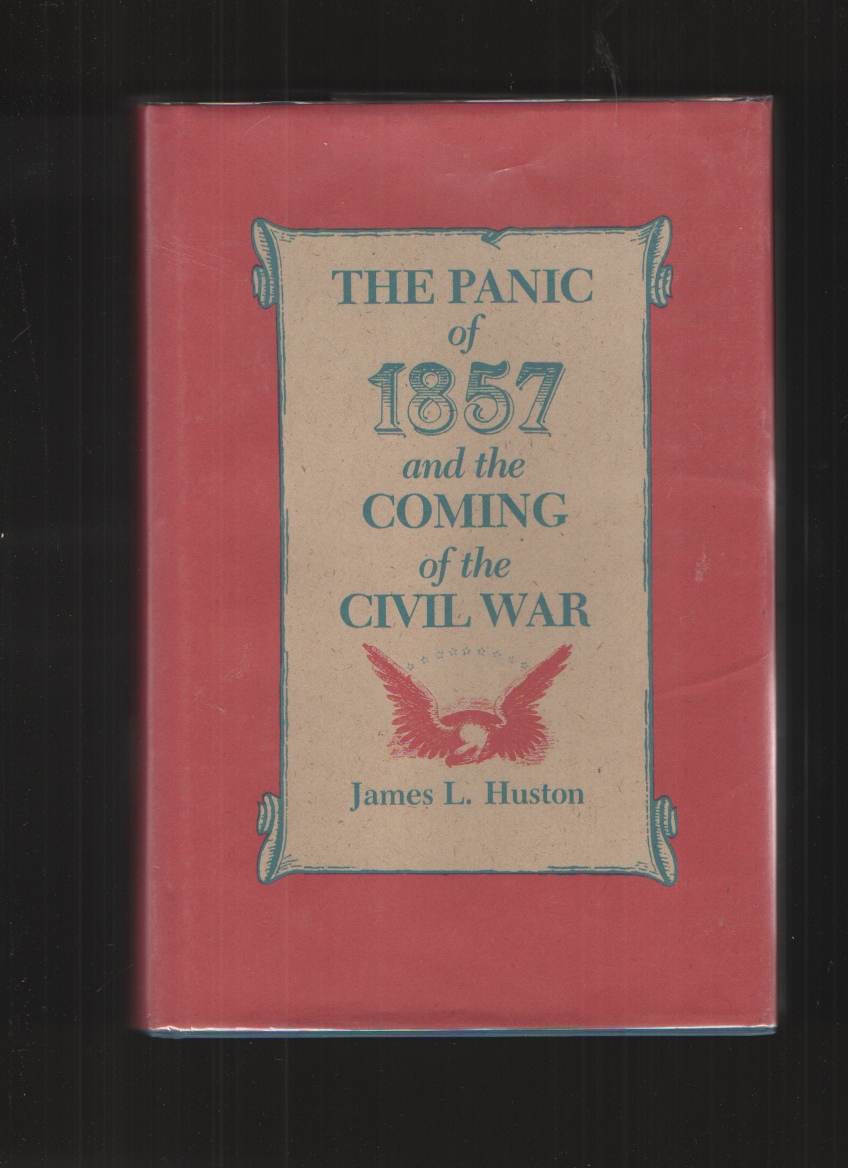 THE PANIC
of
1857
and the
COMING
of the
CIVIL WAR
James L. Huston